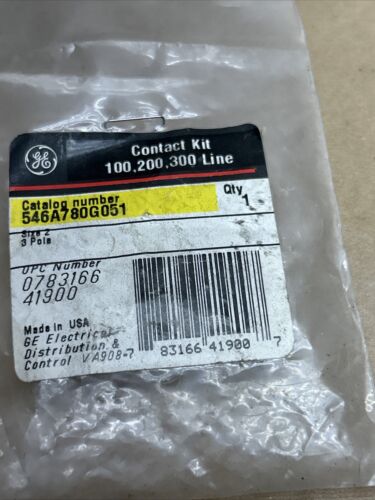 GE
Contact Kit
100,200,300 Line
Catalog number
546A780G051
Qty
1
Size 2
3 Pole
UPC Number
0783166
41900
Made in USA
GE Electrical
Distribution &
Control VA908-7
83166 41900 7